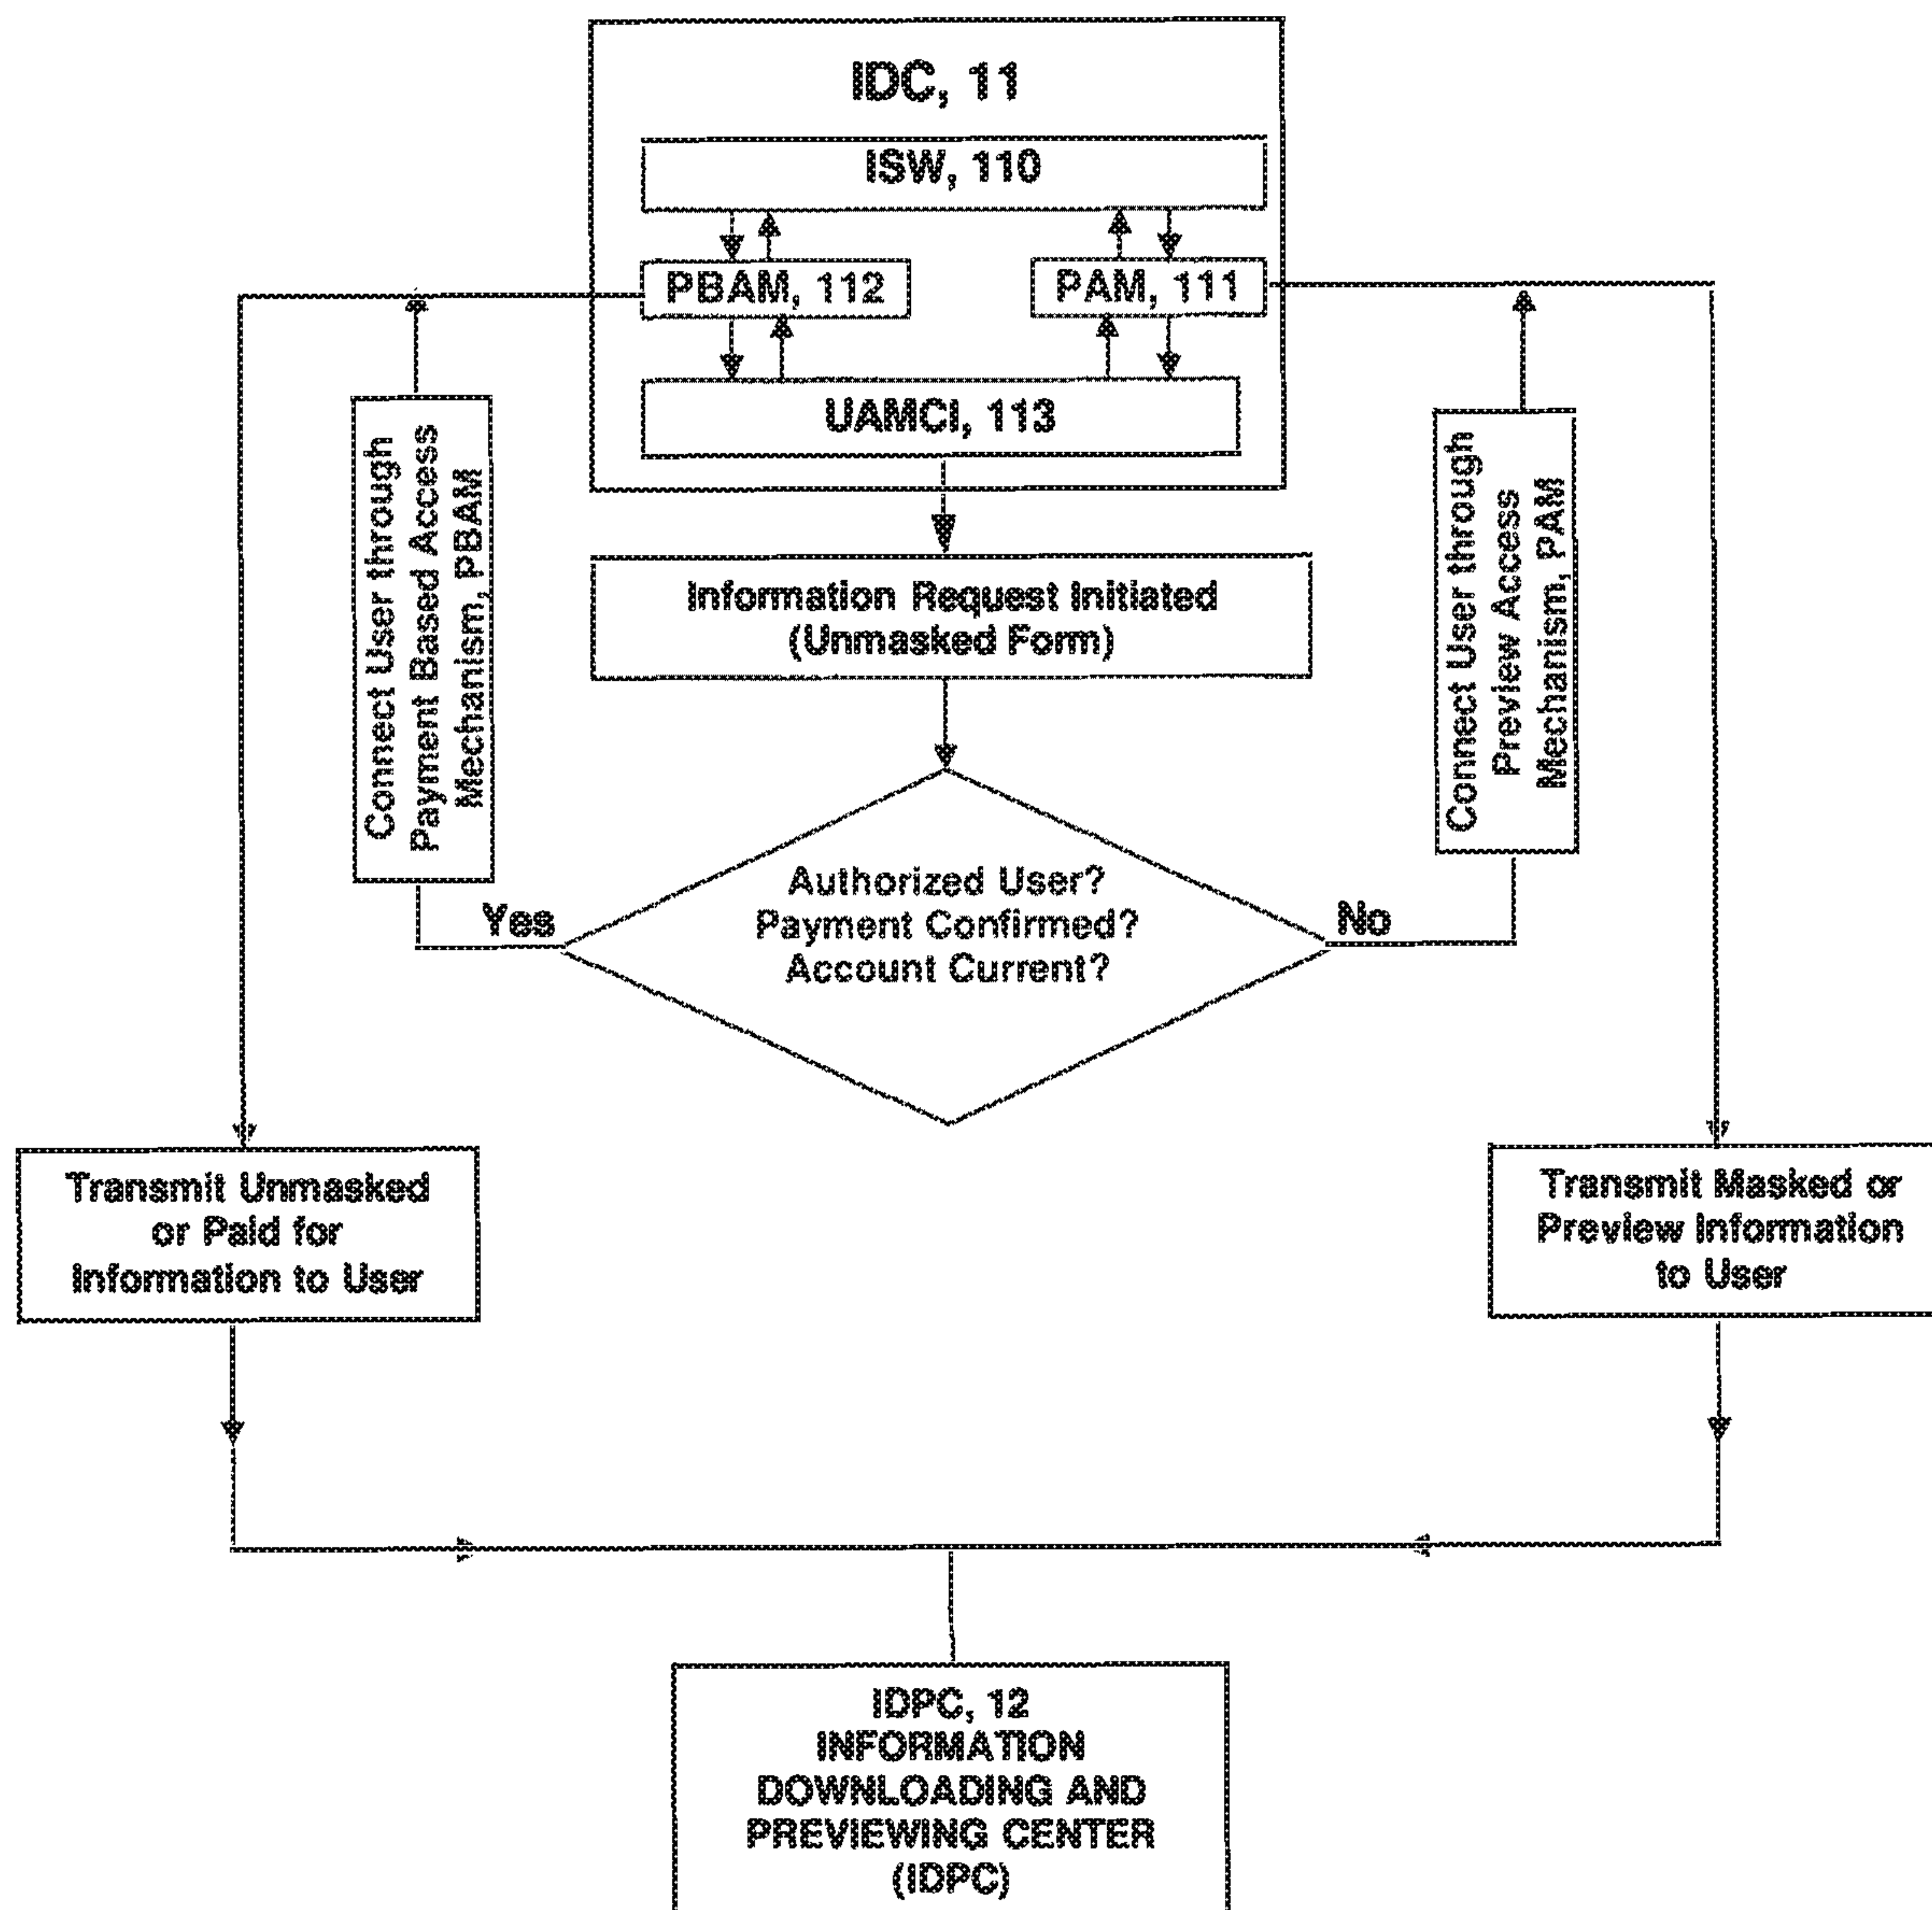 IDC, 11
ISW, 110
PBAM, 112
PAM, 111
UAMCI, 113
Connect User through
Payment Based Access
Mechanism, PBAM
Information Request Initiated
(Unmasked Form)
Connect User through
Preview Access
Mechanism, PAM
Authorized User?
Payment Confirmed?
Account Current?
Yes
No
Transmit Unmasked
or Paid for
Information to User
Transmit Masked or
Preview Information
to User
IDPC, 12
INFORMATION
DOWNLOADING AND
PREVIEWING CENTER
(IDPC)